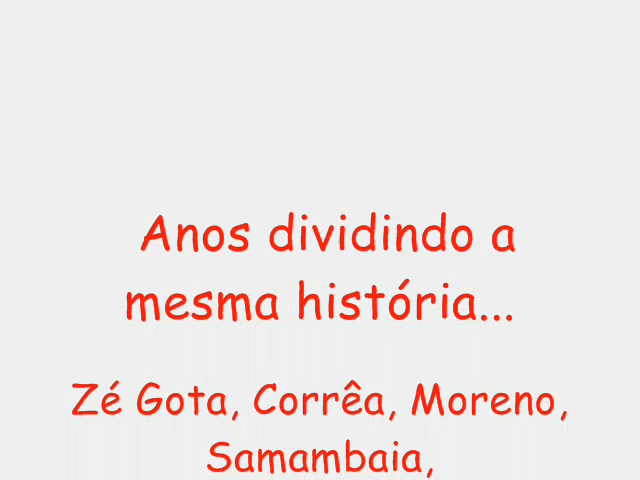 Anos dividindo a
mesma história...
Zé Gota, Corrêa, Moreno,
Samambaia,